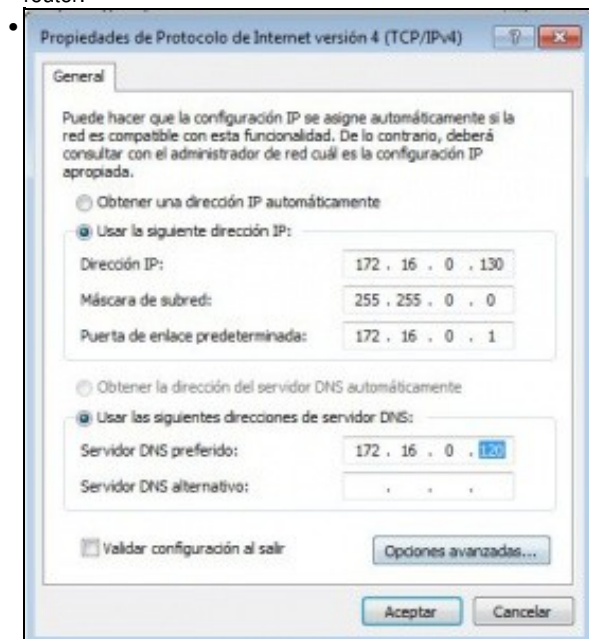 router.
Propiedades de Protocolo de Internet versión 4 (TCP/IPv4)
General
Puede hacer que la configuración IP se asigne automáticamente si la
red es compatible con esta funcionalidad. De lo contrario, deberá
consultar con el administrador de red cuál es la configuración IP
apropiada.
Obtener una dirección IP automáticamente
Usar la siguiente dirección IP:
Dirección IP: 172 . 16 . 0 . 130
Máscara de subred: 255 . 255 . 0 . 0
Puerta de enlace predeterminada: 172 . 16 . 0 . 1
Obtener la dirección del servidor DNS automáticamente
Usar las siguientes direcciones de servidor DNS:
Servidor DNS preferido: 172 . 16 . 0 . 120
Servidor DNS alternativo: . . .
Validar configuración al salir
Opciones avanzadas...
Aceptar Cancelar